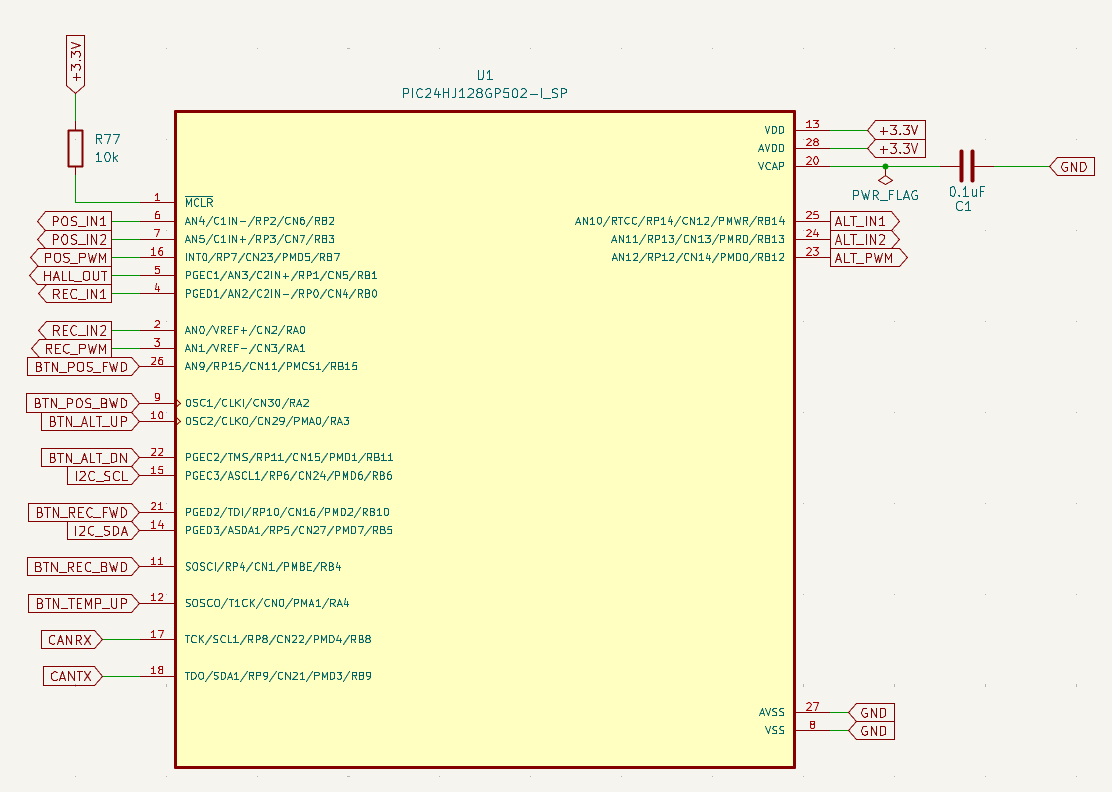 +3.3V
U1
PIC24HJ128GP502-I_SP
R77
10k
VDD 13 +3.3V
AVDD 28 +3.3V
VCAP 20 GND
PWR_FLAG
0.1uF
C1
1 MCLR
POS_IN1 6 AN4/C1IN-/RP2/CN6/RB2
AN10/RTCC/RP14/CN12/PMWR/RB14 25 ALT_IN1
POS_IN2 7 AN5/C1IN+/RP3/CN7/RB3
AN11/RP13/CN13/PMRD/RB13 24 ALT_IN2
POS_PWM 16 INT0/RP7/CN23/PMD5/RB7
AN12/RP12/CN14/PMD0/RB12 23 ALT_PWM
HALL_OUT 5 PGEC1/AN3/C2IN+/RP1/CN5/RB1
REC_IN1 4 PGED1/AN2/C2IN-/RP0/CN4/RB0
REC_IN2 2 AN0/VREF+/CN2/RA0
REC_PWM 3 AN1/VREF-/CN3/RA1
BTN_POS_FWD 26 AN9/RP15/CN11/PMCS1/RB15
BTN_POS_BWD 9 OSC1/CLKI/CN30/RA2
BTN_ALT_UP 10 OSC2/CLKO/CN29/PMA0/RA3
BTN_ALT_DN 22 PGEC2/TMS/RP11/CN15/PMD1/RB11
I2C_SCL 15 PGEC3/ASCL1/RP6/CN24/PMD6/RB6
BTN_REC_FWD 21 PGED2/TDI/RP10/CN16/PMD2/RB10
I2C_SDA 14 PGED3/ASDA1/RP5/CN27/PMD7/RB5
BTN_REC_BWD 11 SOSCI/RP4/CN1/PMBE/RB4
BTN_TEMP_UP 12 SOSCO/T1CK/CN0/PMA1/RA4
CANRX 17 TCK/SCL1/RP8/CN22/PMD4/RB8
CANTX 18 TDO/SDA1/RP9/CN21/PMD3/RB9
AVSS 27 GND
VSS 8 GND